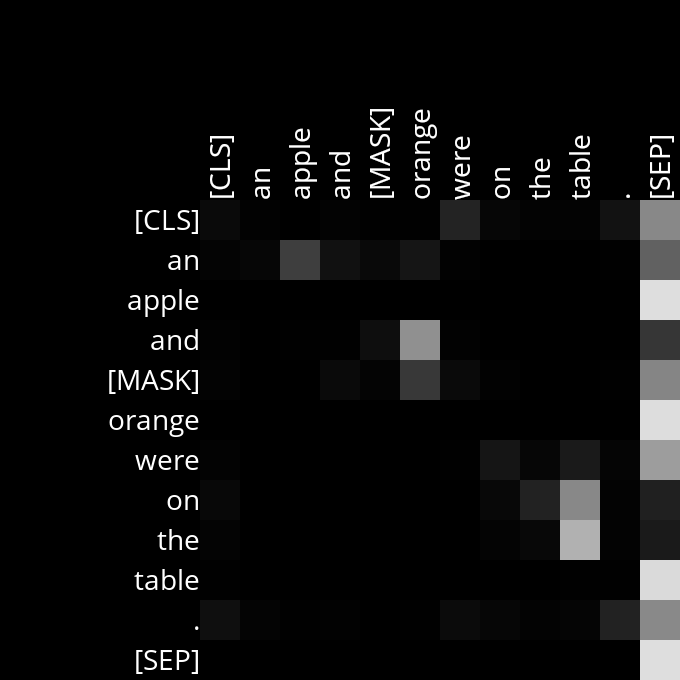 [CLS] an apple and [MASK] orange were on the table . [SEP]
[CLS]
an
apple
and
[MASK]
orange
were
on
the
table
.
[SEP]